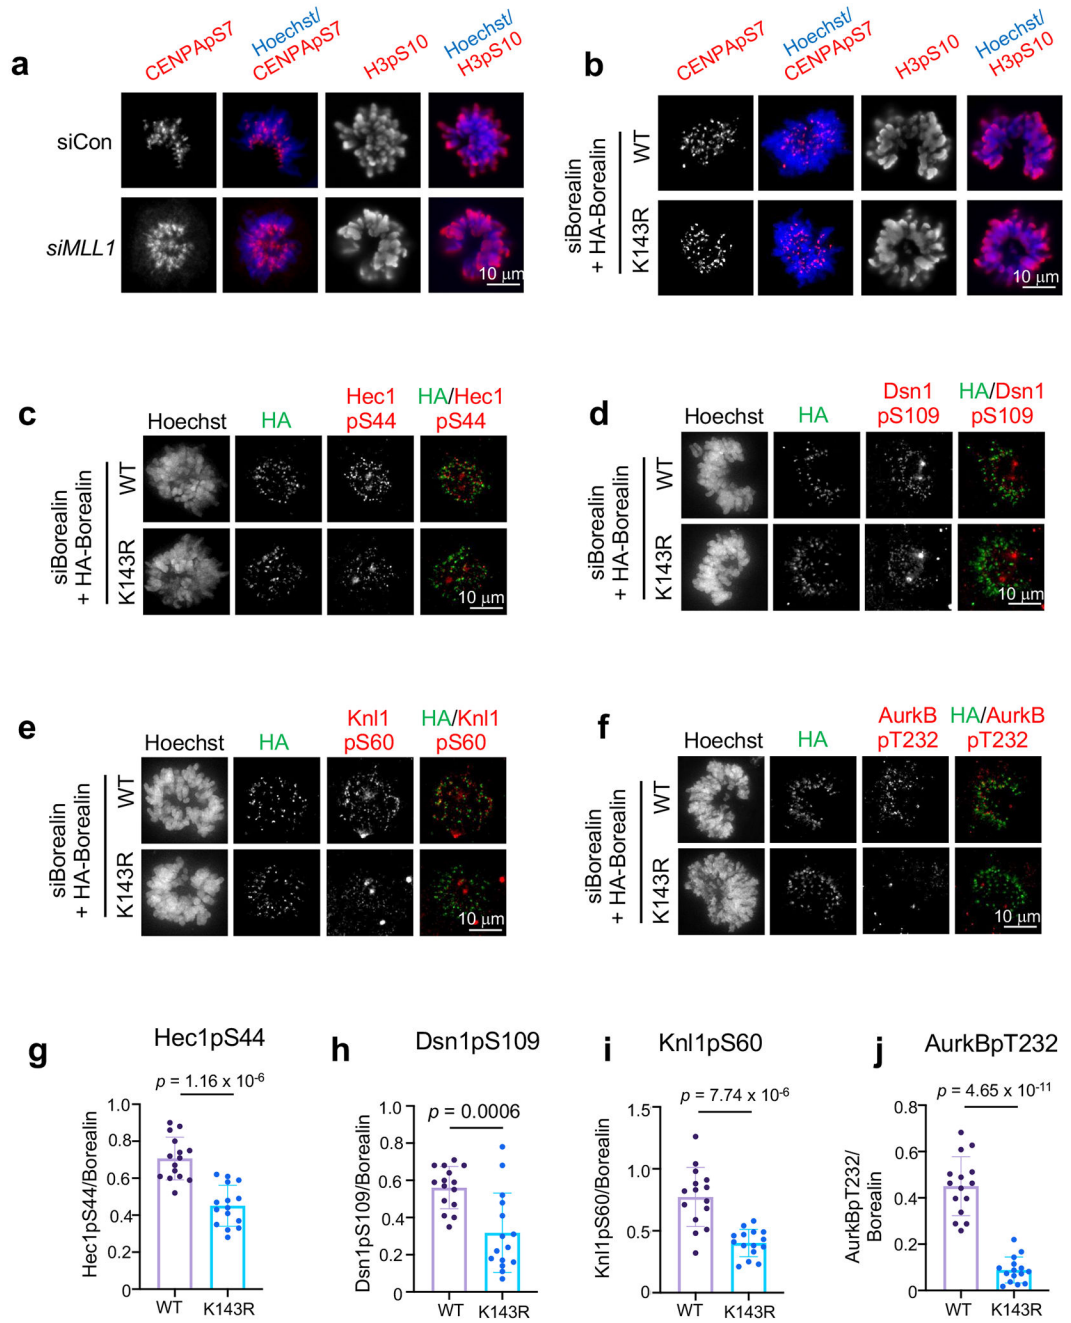 a
CENPApS7
Hoechst/
CENPApS7
H3pS10
Hoechst/
H3pS10
siCon
siMLL1
10 μm
b
CENPApS7
Hoechst/
CENPApS7
H3pS10
Hoechst/
H3pS10
siBorealin
+ HA-Borealin
WT
K143R
10 μm
c
Hoechst
HA
Hec1
pS44
HA/Hec1
pS44
siBorealin
+ HA-Borealin
WT
K143R
10 μm
d
Hoechst
HA
Dsn1
pS109
HA/Dsn1
pS109
siBorealin
+ HA-Borealin
WT
K143R
10 μm
e
Hoechst
HA
Knl1
pS60
HA/Knl1
pS60
siBorealin
+ HA-Borealin
WT
K143R
10 μm
f
Hoechst
HA
AurkB
pT232
HA/AurkB
pT232
siBorealin
+ HA-Borealin
WT
K143R
10 μm
g
Hec1pS44
p = 1.16 x 10-6
Hec1pS44/Borealin
1.0
0.8
0.6
0.4
0.2
0
WT
K143R
h
Dsn1pS109
p = 0.0006
Dsn1pS109/Borealin
1.0
0.8
0.6
0.4
0.2
0
WT
K143R
i
Knl1pS60
p = 7.74 x 10-6
Knl1pS60/Borealin
1.5
1.0
0.5
0
WT
K143R
j
AurkBpT232
p = 4.65 x 10-11
AurkBpT232/
Borealin
0.8
0.6
0.4
0.2
0
WT
K143R